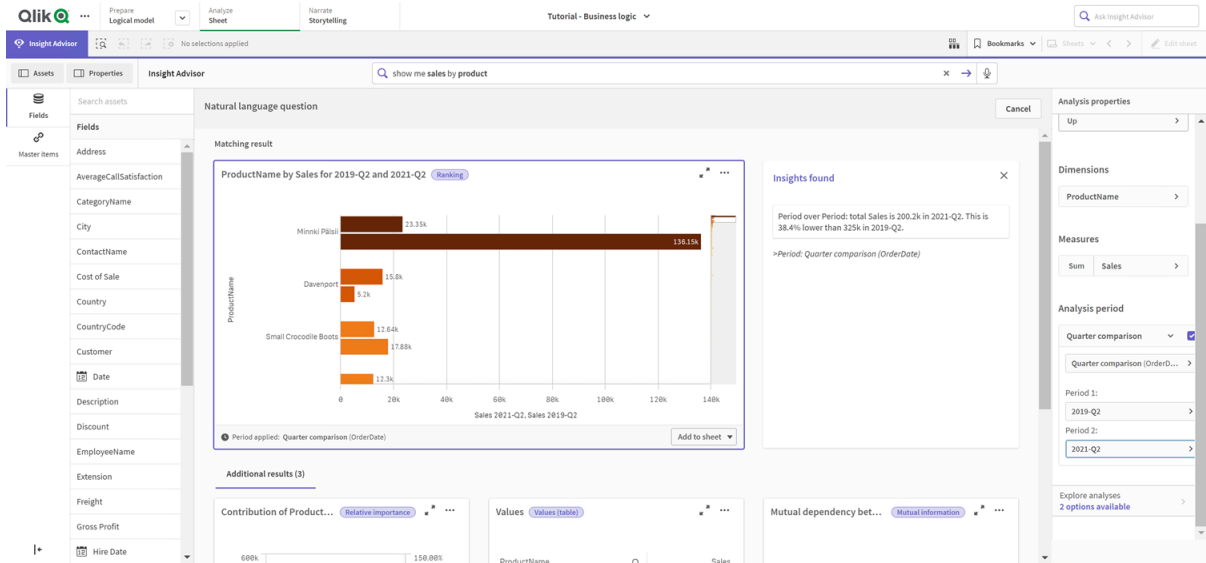 Qlik
Prepare
Logical model
Analyze
Sheet
Narrate
Storytelling
Tutorial - Business logic
Ask Insight Advisor
Insight Advisor
No selections applied
Bookmarks
Sheets
Edit sheet
Assets
Properties
Insight Advisor
show me sales by product
Fields
Master items
Search assets
Fields
Address
AverageCallSatisfaction
CategoryName
City
ContactName
Cost of Sale
Country
CountryCode
Customer
Date
Description
Discount
EmployeeName
Extension
Freight
Gross Profit
Hire Date
Natural language question
Cancel
Matching result
ProductName by Sales for 2019-Q2 and 2021-Q2 Ranking
ProductName
Minnki Pälsii
23.35k
136.15k
Davenport
15.8k
5.2k
Small Crocodile Boots
12.64k
17.88k
12.3k
0 20k 40k 60k 80k 100k 120k 140k
Sales 2021-Q2, Sales 2019-Q2
Period applied: Quarter comparison (OrderDate)
Add to sheet
Insights found
Period over Period: total Sales is 200.2k in 2021-Q2. This is
38.4% lower than 325k in 2019-Q2.
>Period: Quarter comparison (OrderDate)
Additional results (3)
Contribution of Product... Relative importance
600k
150.00%
Values Values (table)
ProductName
Sales
Mutual dependency bet... Mutual information
Analysis properties
Up
Dimensions
ProductName
Measures
Sum Sales
Analysis period
Quarter comparison
Quarter comparison (OrderD...
Period 1:
2019-Q2
Period 2:
2021-Q2
Explore analyses
2 options available